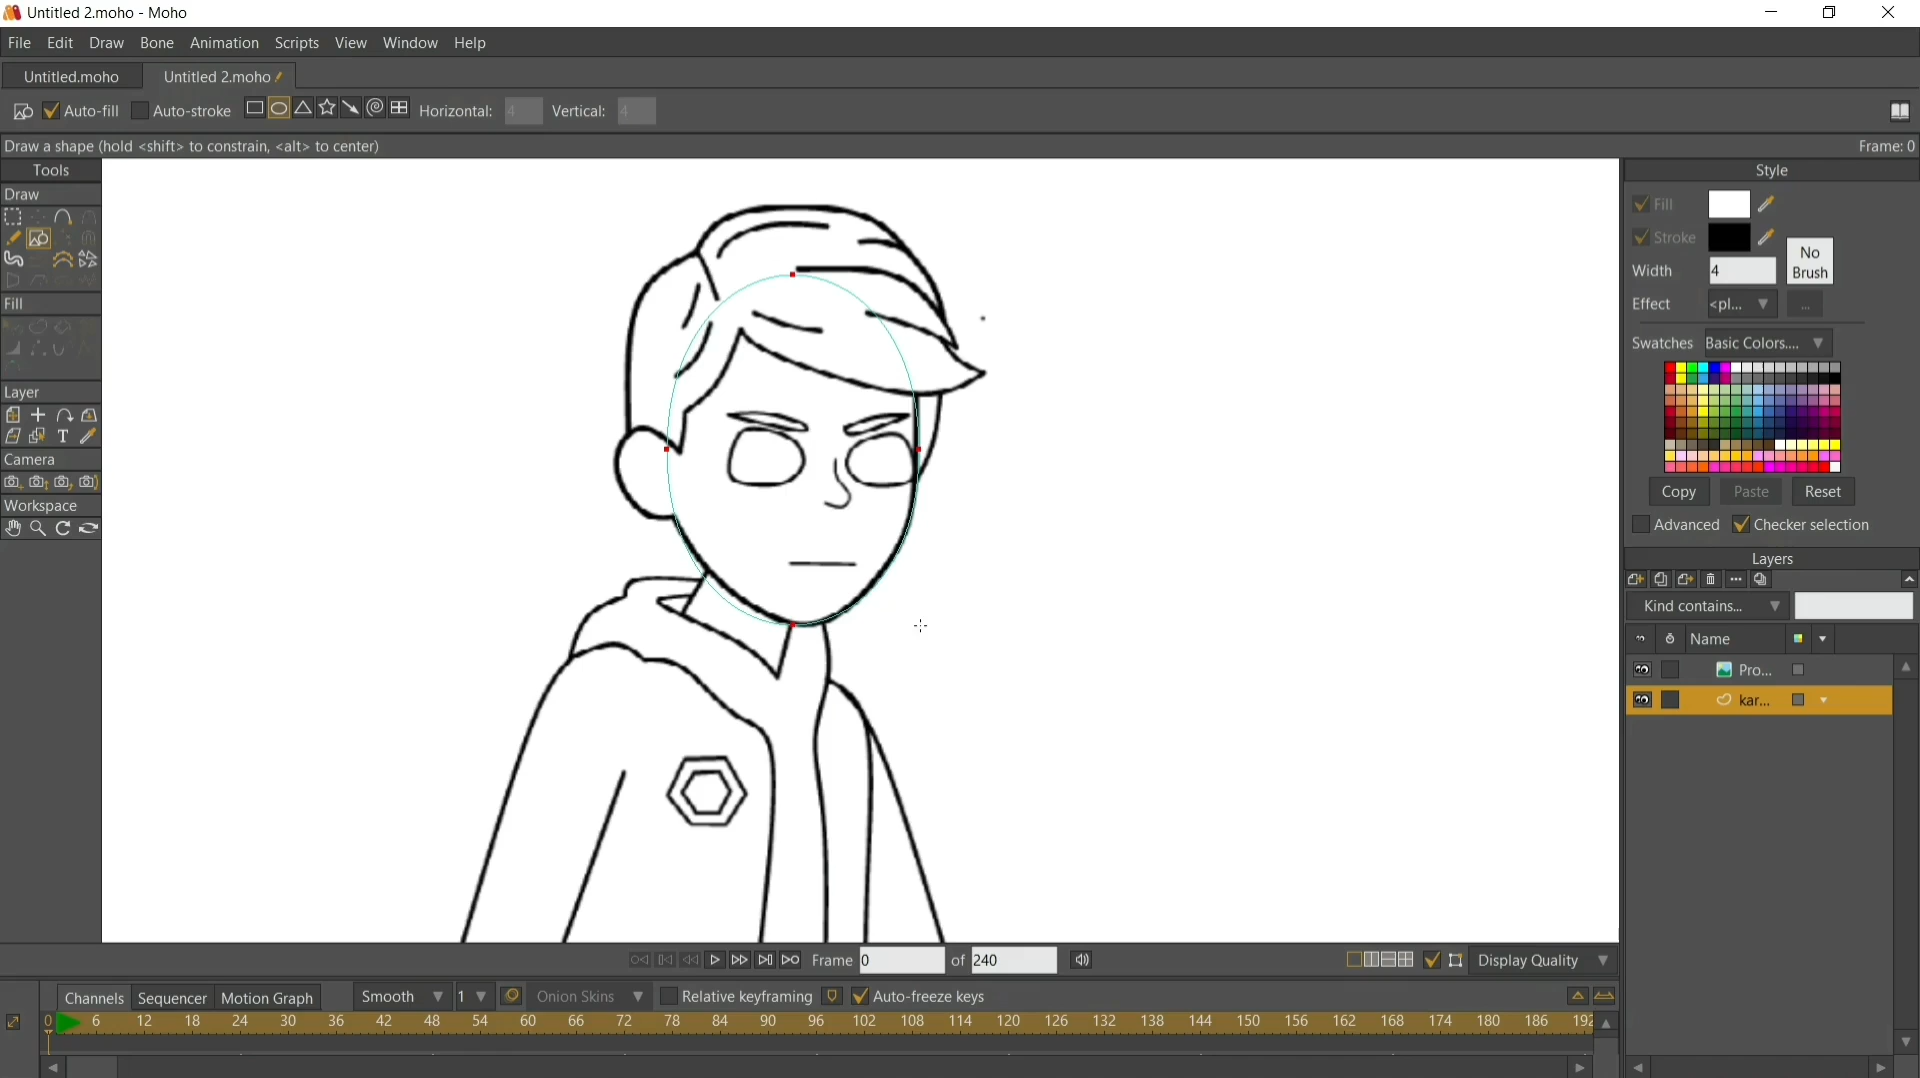 Untitled 2.moho - Moho
File Edit Draw Bone Animation Scripts View Window Help
Untitled.moho Untitled 2.moho
Auto-fill Auto-stroke Horizontal: 4 Vertical: 4
Draw a shape (hold <shift> to constrain, <alt> to center) Frame: 0
Tools
Draw
Fill
Layer
Camera
Workspace
Style
Fill
Stroke
No
Brush
Width 4
Effect <pl... ...
Swatches Basic Colors....
Copy Paste Reset
Advanced Checker selection
Layers
Kind contains...
Name
Pro...
kar...
Frame 0 of 240 Display Quality
Channels Sequencer Motion Graph Smooth 1 Onion Skins Relative keyframing Auto-freeze keys
0 6 12 18 24 30 36 42 48 54 60 66 72 78 84 90 96 102 108 114 120 126 132 138 144 150 156 162 168 174 180 186 192